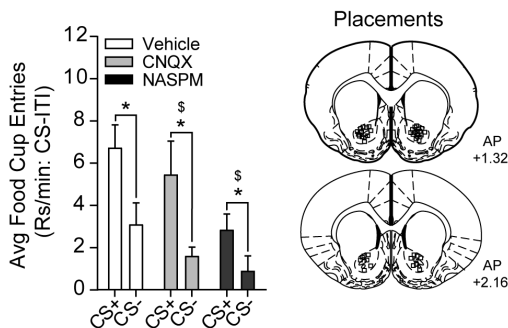 Placements
Avg Food Cup Entries
(Rs/min: CS-ITI)
12
10
8
6
4
2
0
Vehicle
CNQX
NASPM
*
$
*
$
*
CS+
CS-
CS+
CS-
CS+
CS-
AP
+1.32
AP
+2.16